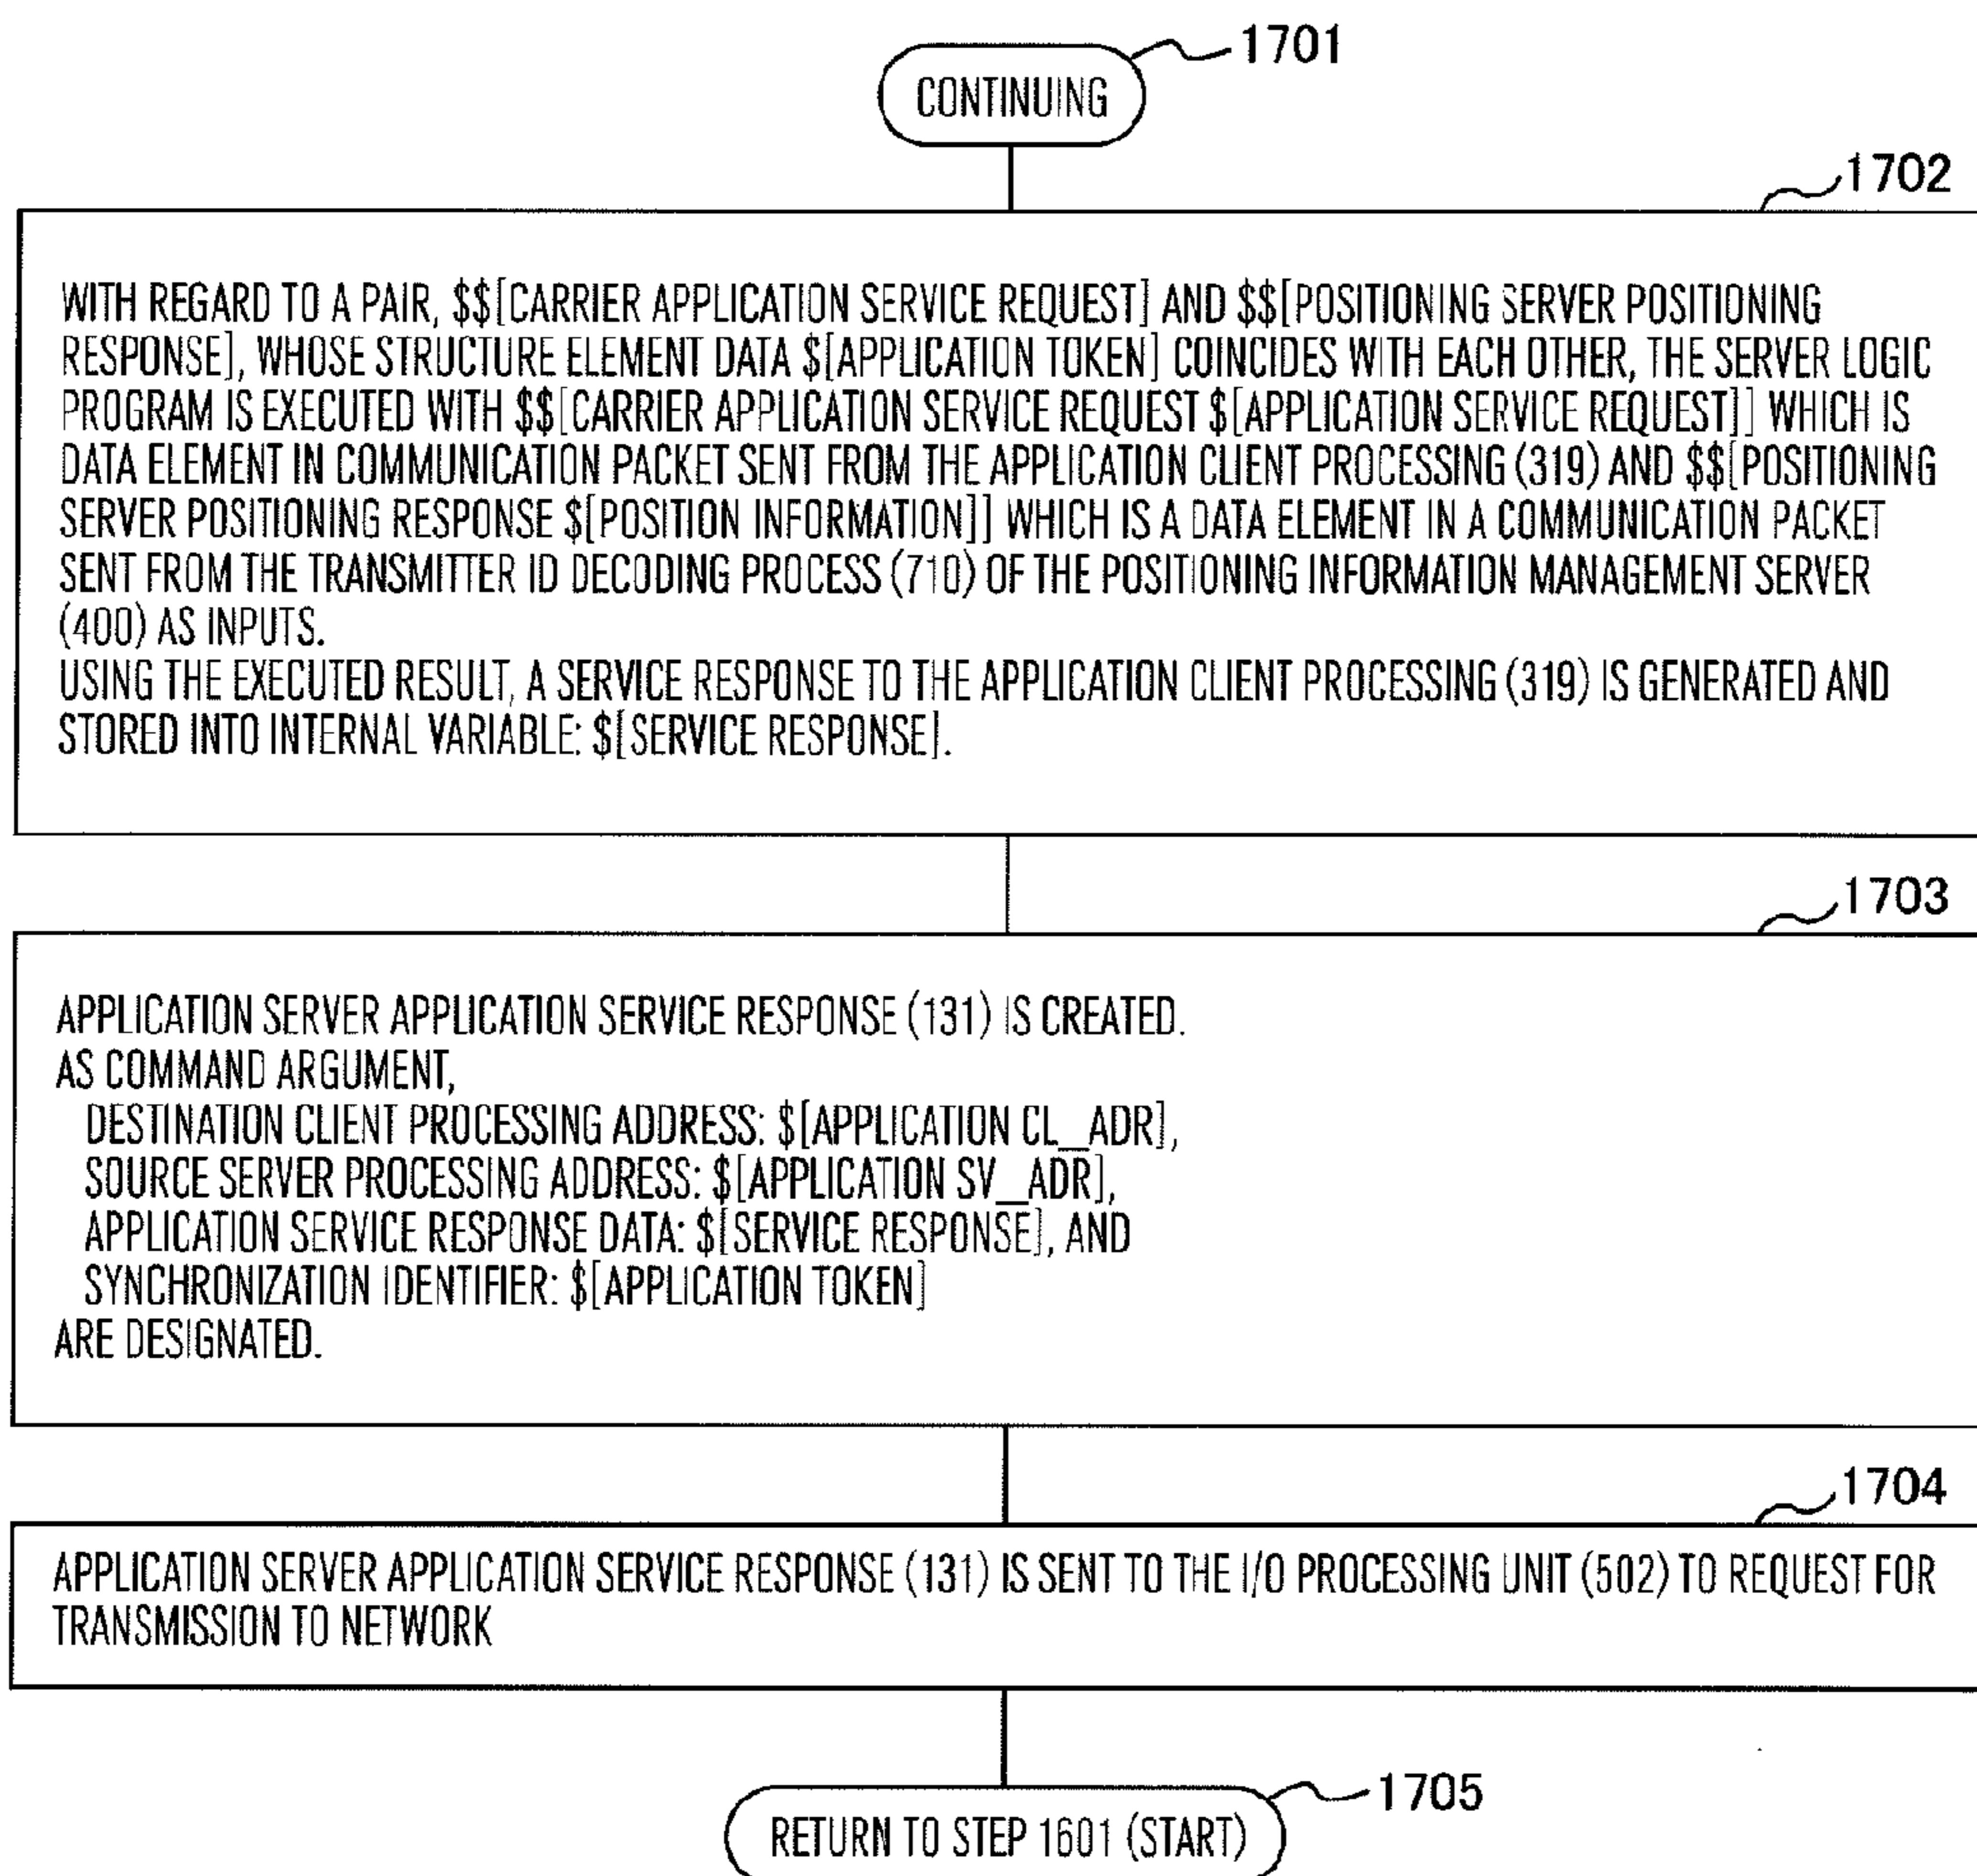 1701
CONTINUING
1702
WITH REGARD TO A PAIR, $$[CARRIER APPLICATION SERVICE REQUEST] AND $$[POSITIONING SERVER POSITIONING
RESPONSE], WHOSE STRUCTURE ELEMENT DATA $[APPLICATION TOKEN] COINCIDES WITH EACH OTHER, THE SERVER LOGIC
PROGRAM IS EXECUTED WITH $$[CARRIER APPLICATION SERVICE REQUEST $[APPLICATION SERVICE REQUEST]] WHICH IS
DATA ELEMENT IN COMMUNICATION PACKET SENT FROM THE APPLICATION CLIENT PROCESSING (319) AND $$[POSITIONING
SERVER POSITIONING RESPONSE $[POSITION INFORMATION]] WHICH IS A DATA ELEMENT IN A COMMUNICATION PACKET
SENT FROM THE TRANSMITTER ID DECODING PROCESS (710) OF THE POSITIONING INFORMATION MANAGEMENT SERVER
(400) AS INPUTS.
USING THE EXECUTED RESULT, A SERVICE RESPONSE TO THE APPLICATION CLIENT PROCESSING (319) IS GENERATED AND
STORED INTO INTERNAL VARIABLE: $[SERVICE RESPONSE].
1703
APPLICATION SERVER APPLICATION SERVICE RESPONSE (131) IS CREATED.
AS COMMAND ARGUMENT,
DESTINATION CLIENT PROCESSING ADDRESS: $[APPLICATION CL_ADR],
SOURCE SERVER PROCESSING ADDRESS: $[APPLICATION SV_ADR],
APPLICATION SERVICE RESPONSE DATA: $[SERVICE RESPONSE], AND
SYNCHRONIZATION IDENTIFIER: $[APPLICATION TOKEN]
ARE DESIGNATED.
1704
APPLICATION SERVER APPLICATION SERVICE RESPONSE (131) IS SENT TO THE I/O PROCESSING UNIT (502) TO REQUEST FOR
TRANSMISSION TO NETWORK
1705
RETURN TO STEP 1601 (START)